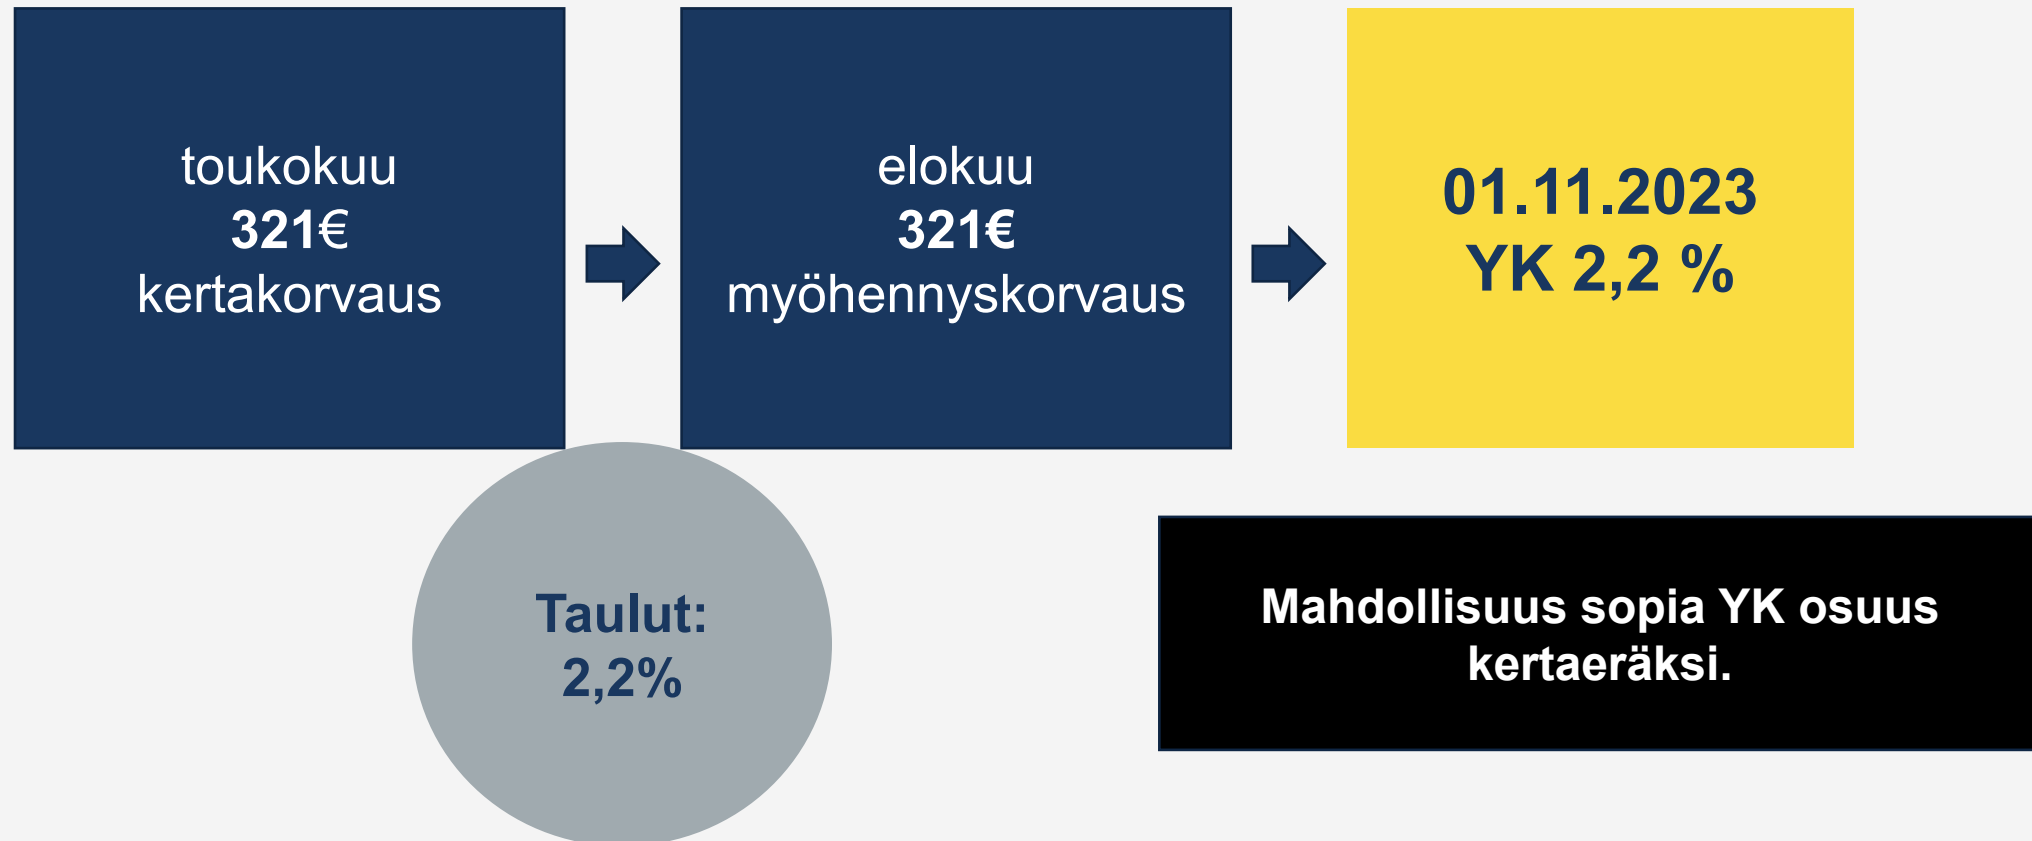 toukokuu
321€
kertakorvaus
elokuu
321€
myöhennyskorvaus
01.11.2023
YK 2,2 %
Taulut:
2,2%
Mahdollisuus sopia YK osuus
kertaeräksi.